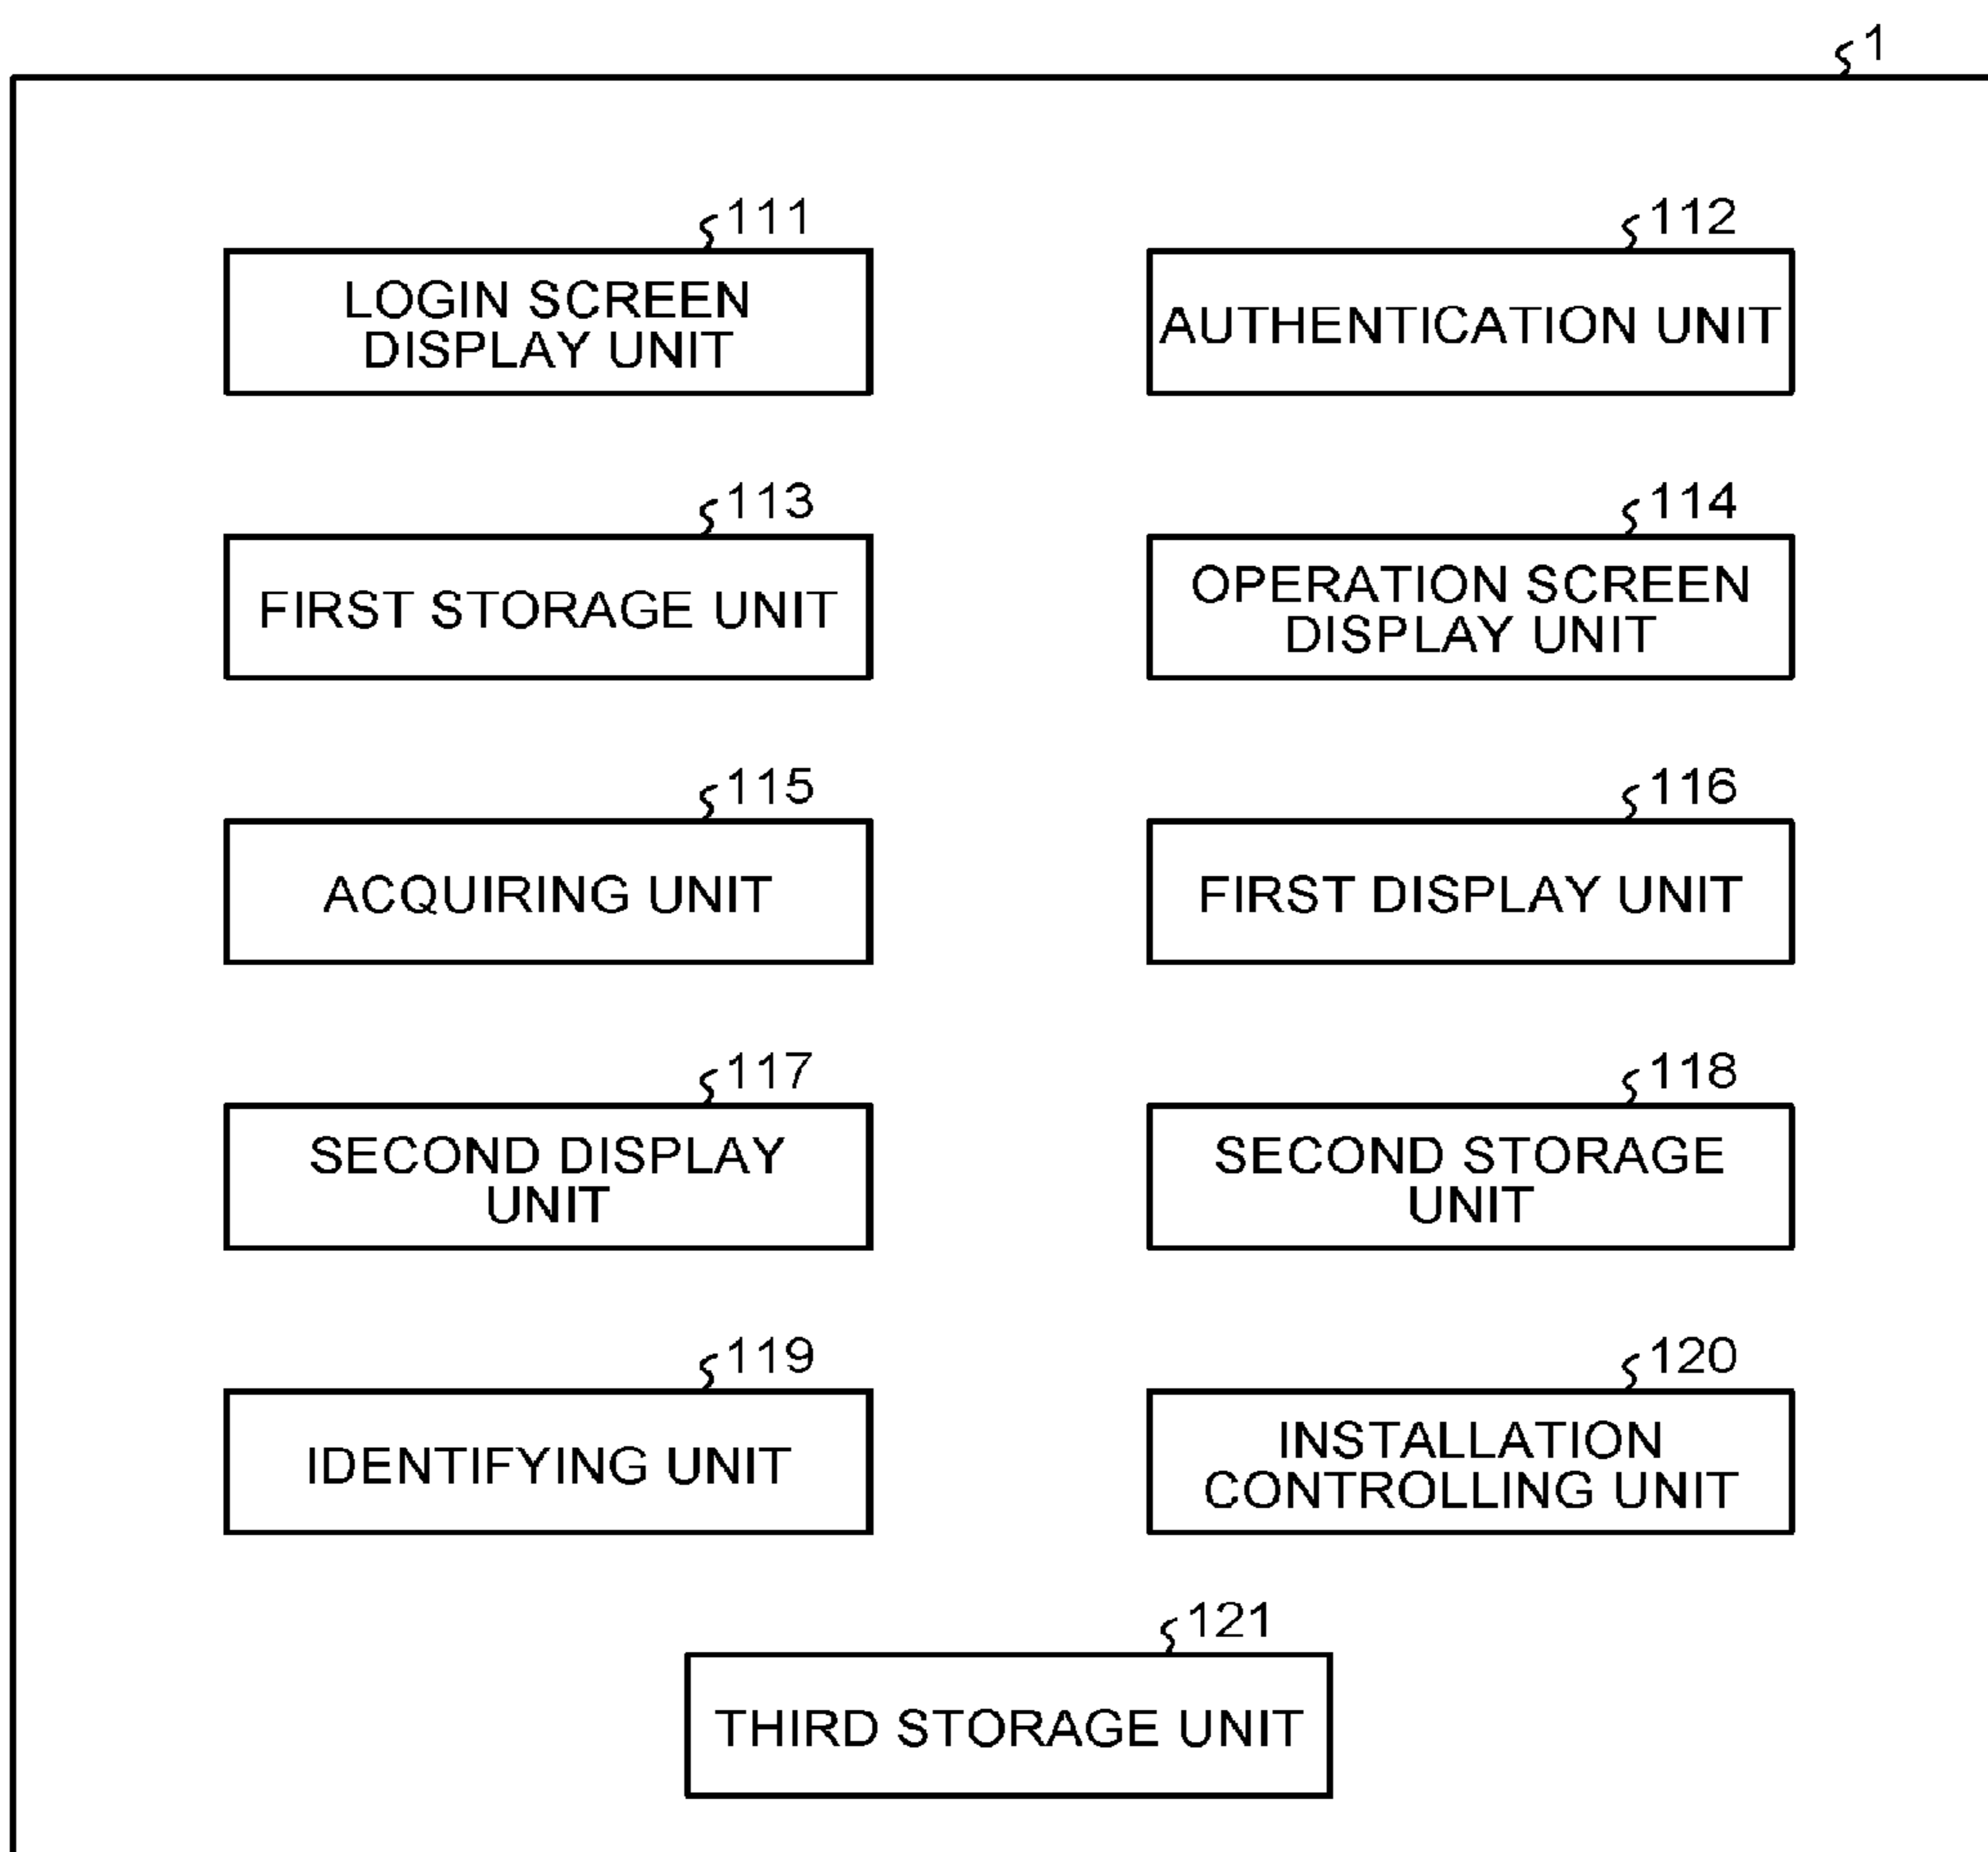 1
111
LOGIN SCREEN
DISPLAY UNIT
112
AUTHENTICATION UNIT
113
FIRST STORAGE UNIT
114
OPERATION SCREEN
DISPLAY UNIT
115
ACQUIRING UNIT
116
FIRST DISPLAY UNIT
117
SECOND DISPLAY
UNIT
118
SECOND STORAGE
UNIT
119
IDENTIFYING UNIT
120
INSTALLATION
CONTROLLING UNIT
121
THIRD STORAGE UNIT